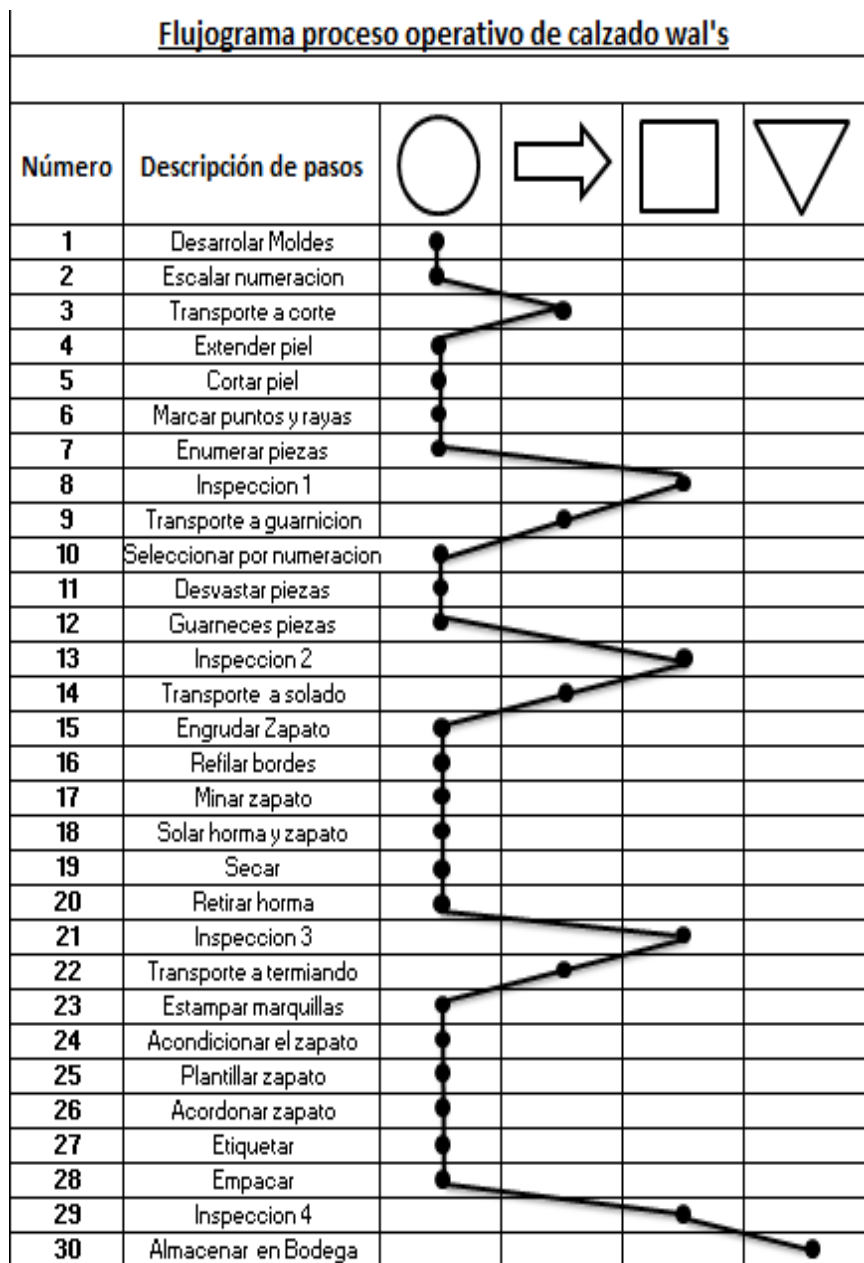 Flujograma proceso operativo de calzado wal's
Número Descripción de pasos
1 Desarrolar Moldes
2 Escalar numeracion
3 Transporte a corte
4 Extender piel
5 Cortar piel
6 Marcar puntos y rayas
7 Enumerar piezas
8 Inspeccion 1
9 Transporte a guarnicion
10 Seleccionar por numeracion
11 Desvastar piezas
12 Guarneces piezas
13 Inspeccion 2
14 Transporte a solado
15 Engrudar Zapato
16 Refilar bordes
17 Minar zapato
18 Solar horma y zapato
19 Secar
20 Retirar horma
21 Inspeccion 3
22 Transporte a termiando
23 Estampar marquillas
24 Acondicionar el zapato
25 Plantillar zapato
26 Acordonar zapato
27 Etiquetar
28 Empacar
29 Inspeccion 4
30 Almacenar en Bodega